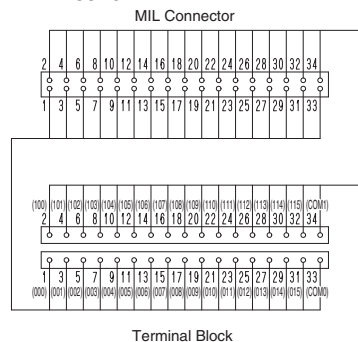 MIL Connector
2 4 6 8 10 12 14 16 18 20 22 24 26 28 30 32 34
1 3 5 7 9 11 13 15 17 19 21 23 25 27 29 31 33
(100) (101) (102) (103) (104) (105) (106) (107) (108) (109) (110) (111) (112) (113) (114) (115) (COM1)
2 4 6 8 10 12 14 16 18 20 22 24 26 28 30 32 34
1 3 5 7 9 11 13 15 17 19 21 23 25 27 29 31 33
(000) (001) (002) (003) (004) (005) (006) (007) (008) (009) (010) (011) (012) (013) (014) (015) (COM0)
Terminal Block